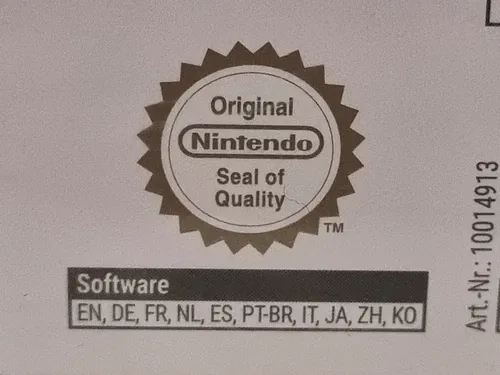 Original
Nintendo
Seal of
Quality
TM
Software
EN, DE, FR, NL, ES, PT-BR, IT, JA, ZH, KO
Art.-Nr.: 10014913